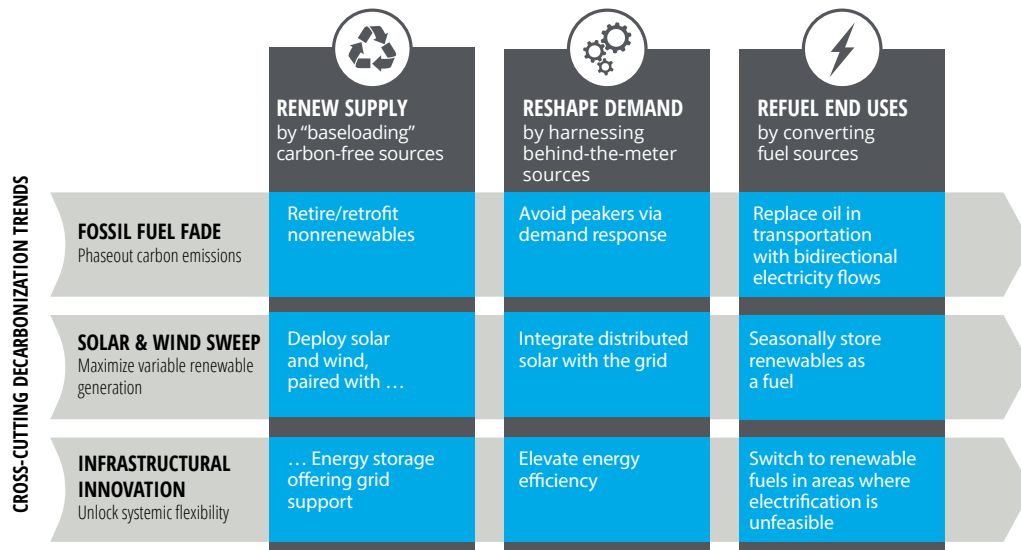 RENEW SUPPLY
by “baseloading”
carbon-free sources
RESHAPE DEMAND
by harnessing
behind-the-meter
sources
REFUEL END USES
by converting
fuel sources
CROSS-CUTTING DECARBONIZATION TRENDS
FOSSIL FUEL FADE
Phaseout carbon emissions
Retire/retrofit
nonrenewables
Avoid peakers via
demand response
Replace oil in
transportation
with bidirectional
electricity flows
SOLAR & WIND SWEEP
Maximize variable renewable
generation
Deploy solar
and wind,
paired with …
Integrate distributed
solar with the grid
Seasonally store
renewables as
a fuel
INFRASTRUCTURAL
INNOVATION
Unlock systemic flexibility
… Energy storage
offering grid
support
Elevate energy
efficiency
Switch to renewable
fuels in areas where
electrification is
unfeasible